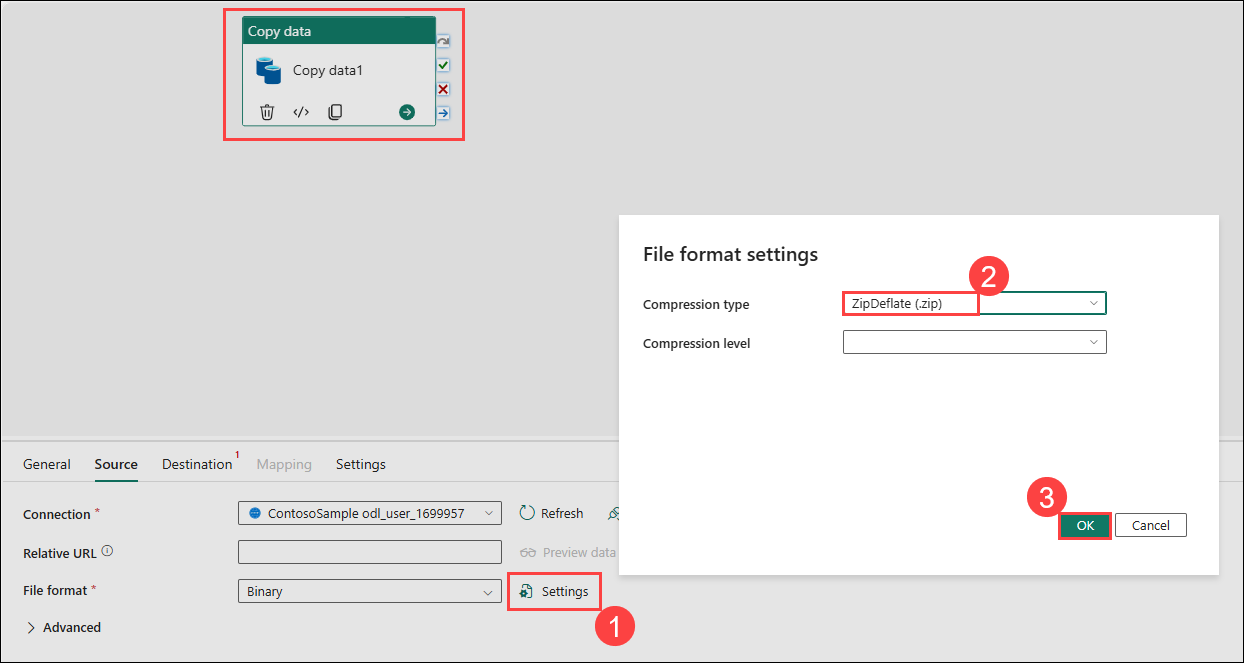 Copy data
Copy data1
</>
File format settings
2
Compression type ZipDeflate (.zip)
Compression level
General Source Destination 1 Mapping Settings
3
OK Cancel
Connection * ContosoSample odl_user_1699957 Refresh
Relative URL Preview data
File format * Binary Settings
1
Advanced